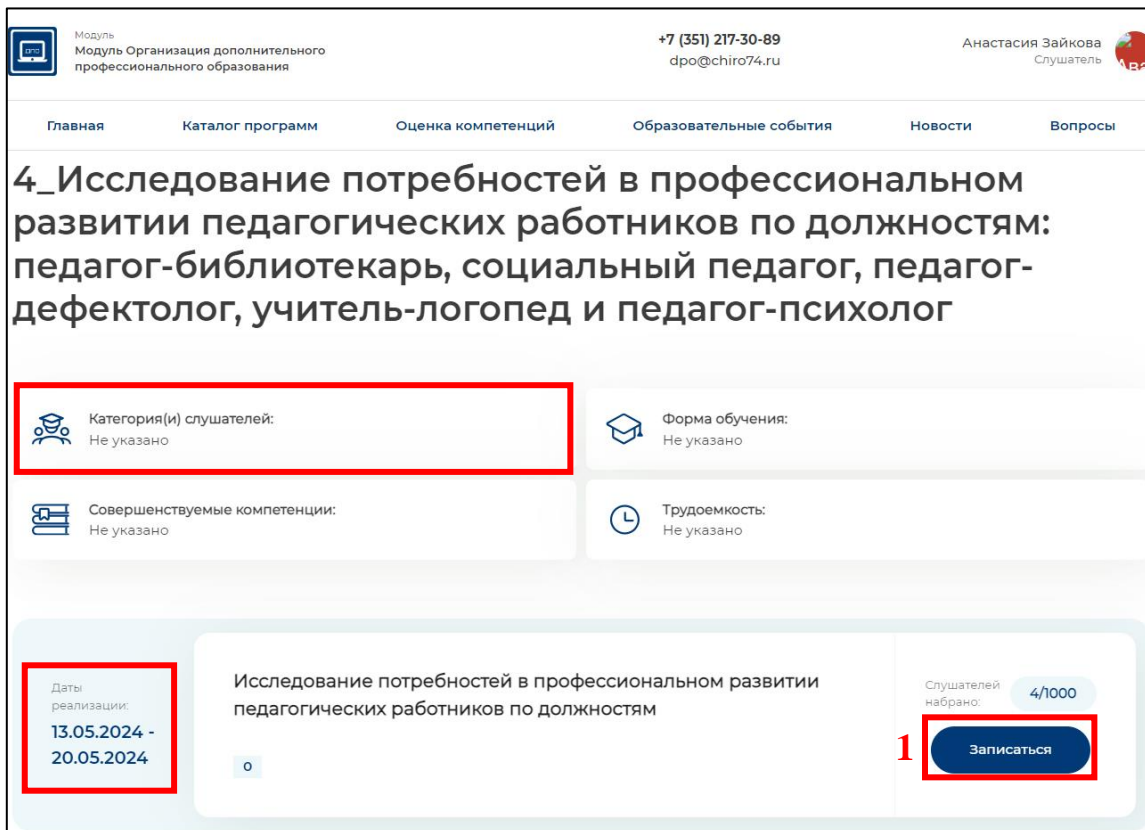 Модуль
Модуль Организация дополнительного
профессионального образования
+7 (351) 217-30-89
dpo@chiro74.ru
Анастасия Зайкова
Слушатель
Ава
Главная
Каталог программ
Оценка компетенций
Образовательные события
Новости
Вопросы
4_Исследование потребностей в профессиональном
развитии педагогических работников по должностям:
педагог-библиотекарь, социальный педагог, педагог-
дефектолог, учитель-логопед и педагог-психолог
Категория(и) слушателей:
Не указано
Форма обучения:
Не указано
Совершенствуемые компетенции:
Не указано
Трудоемкость:
Не указано
Даты
реализации:
13.05.2024 -
20.05.2024
Исследование потребностей в профессиональном развитии
педагогических работников по должностям
0
Слушателей
набрано:
4/1000
1
Записаться